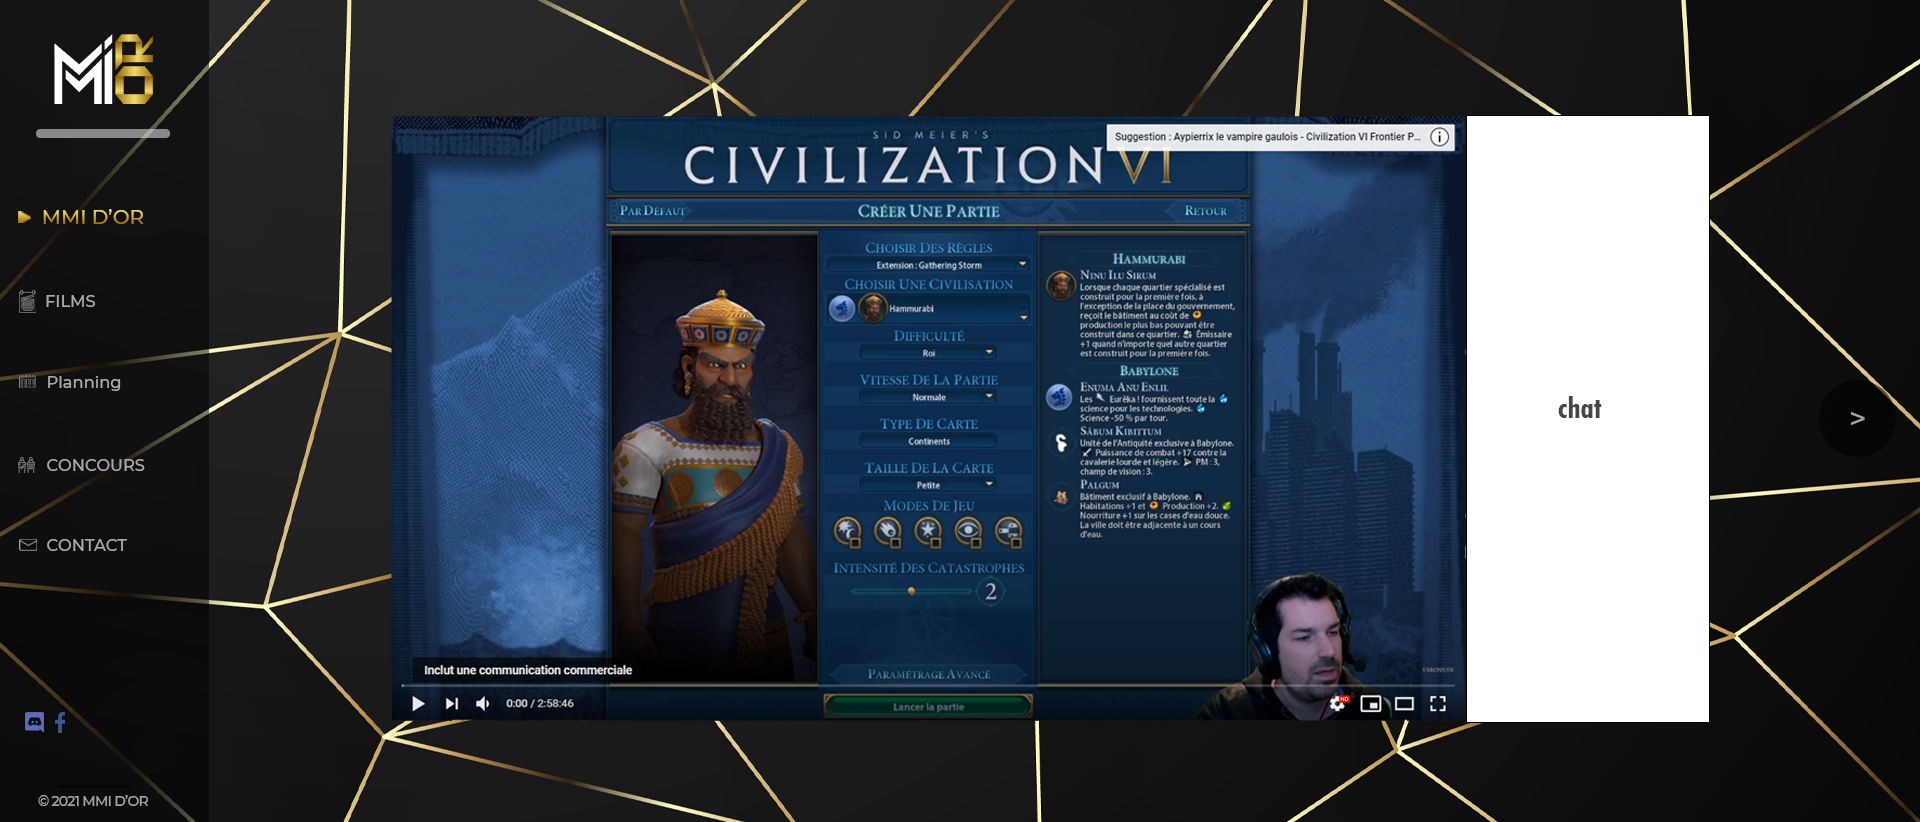 MMI D'OR
FILMS
Planning
CONCOURS
CONTACT
© 2021 MMI D'OR
SID MEIER'S
CIVILIZATION VI
Suggestion : Aypierrix le vampire gaulois - Civilization VI Frontier P...
PAR DÉFAUT
CRÉER UNE PARTIE
RETOUR
CHOISIR DES RÈGLES
Extension : Gathering Storm
CHOISIR UNE CIVILISATION
Hammurabi
DIFFICULTÉ
Roi
VITESSE DE LA PARTIE
Normale
TYPE DE CARTE
Continents
TAILLE DE LA CARTE
Petite
MODES DE JEU
INTENSITÉ DES CATASTROPHES
2
PARAMÉTRAGE AVANCÉ
Lancer la partie
HAMMURABI
NINU ILU SIRUM
Lorsque chaque quartier spécialisé est
construit pour la première fois, à
l'exception de la place du gouvernement,
reçoit le bâtiment au coût de
production le plus bas pouvant être
construit dans ce quartier. Émissaire
+1 quand n'importe quel autre quartier
est construit pour la première fois.
BABYLONE
ENUMA ANU ENLIL
Les Eurêka ! fournissent toute la
science pour les technologies.
Science -50 % par tour.
SABUM KIBITTUM
Unité de l'Antiquité exclusive à Babylone.
Puissance de combat +17 contre la
cavalerie lourde et légère. PM : 3,
champ de vision : 3.
PALGUM
Bâtiment exclusif à Babylone.
Habitations +1 et Production +2.
Nourriture +1 sur les cases d'eau douce.
La ville doit être adjacente à un cours
d'eau.
Inclut une communication commerciale
0:00 / 2:58:46
HD
chat
>